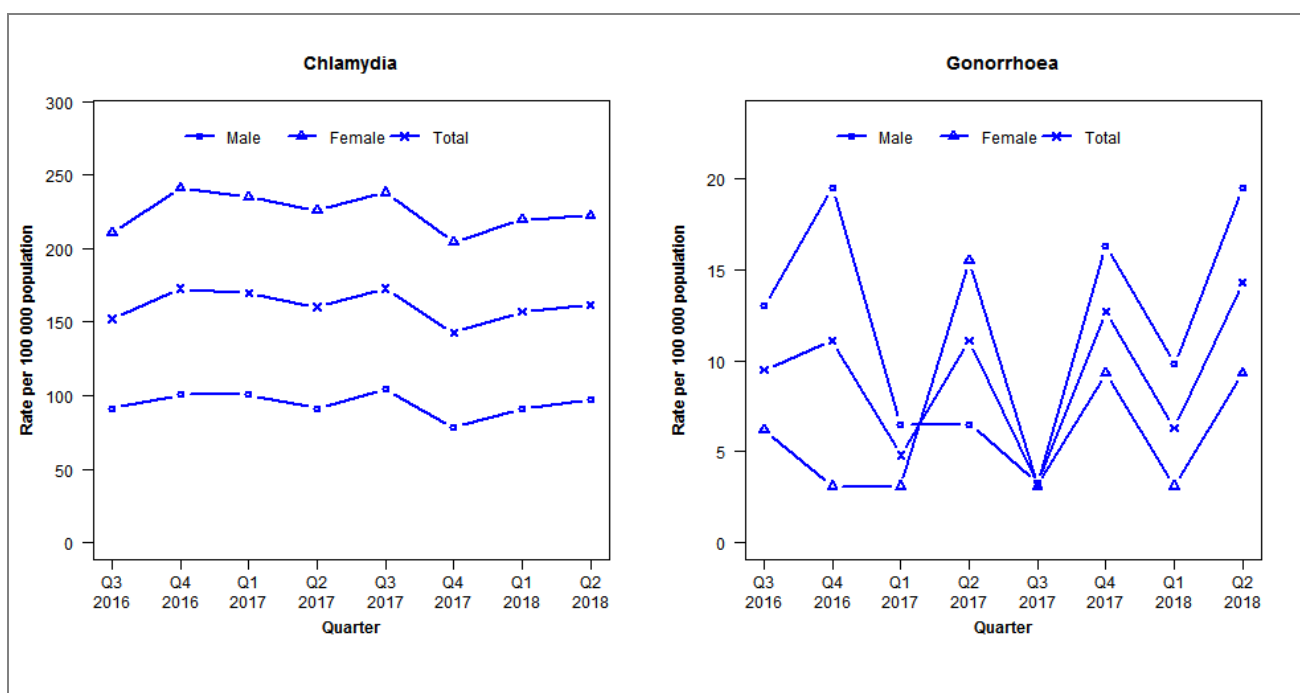 Chlamydia
Male Female Total
Rate per 100 000 population
300
250
200
150
100
50
0
Q3 Q4 Q1 Q2 Q3 Q4 Q1 Q2
2016 2016 2017 2017 2017 2017 2018 2018
Quarter
Gonorrhoea
Male Female Total
Rate per 100 000 population
20
15
10
5
0
Q3 Q4 Q1 Q2 Q3 Q4 Q1 Q2
2016 2016 2017 2017 2017 2017 2018 2018
Quarter